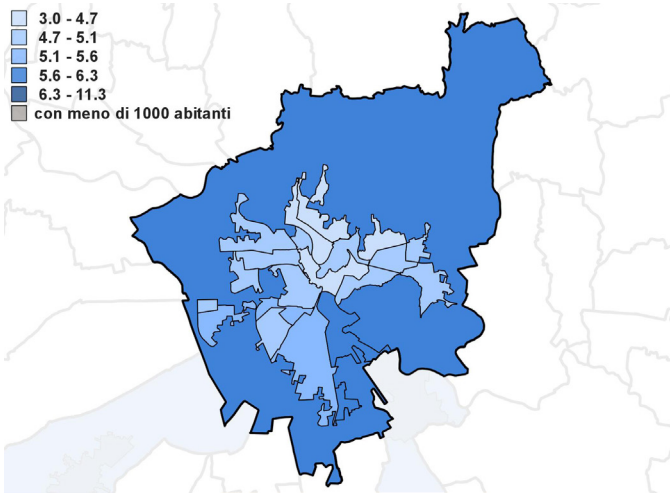 3.0 - 4.7
4.7 - 5.1
5.1 - 5.6
5.6 - 6.3
6.3 - 11.3
con meno di 1000 abitanti